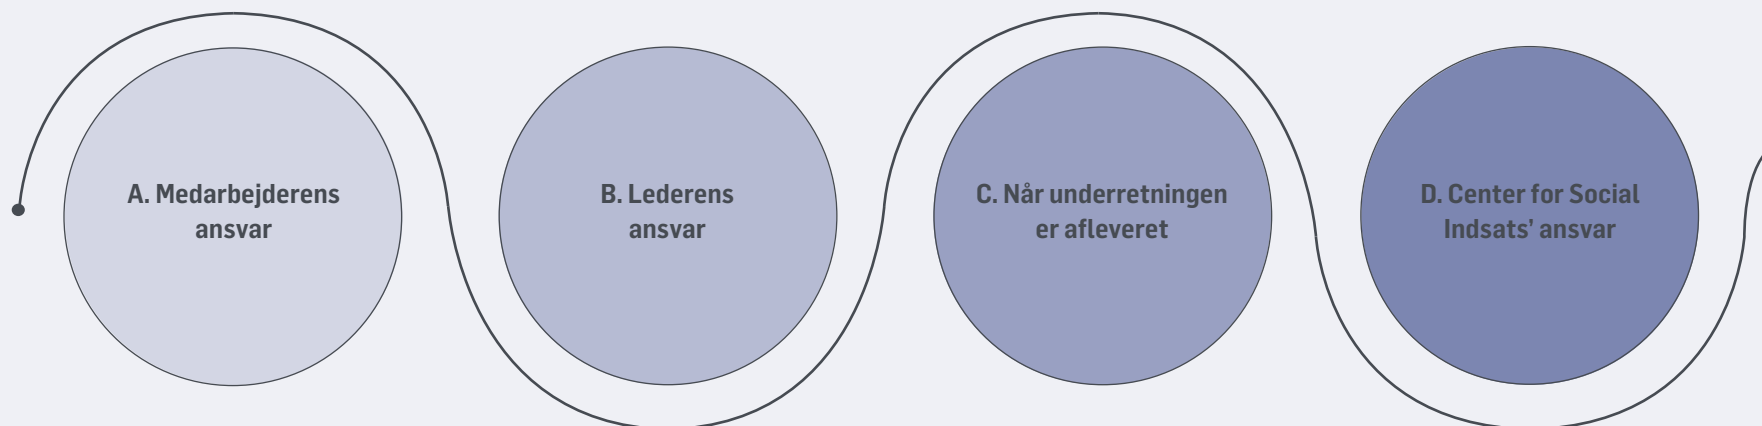 A. Medarbejderens
ansvar
B. Lederens
ansvar
C. Når underretningen
er afleveret
D. Center for Social
Indsats’ ansvar